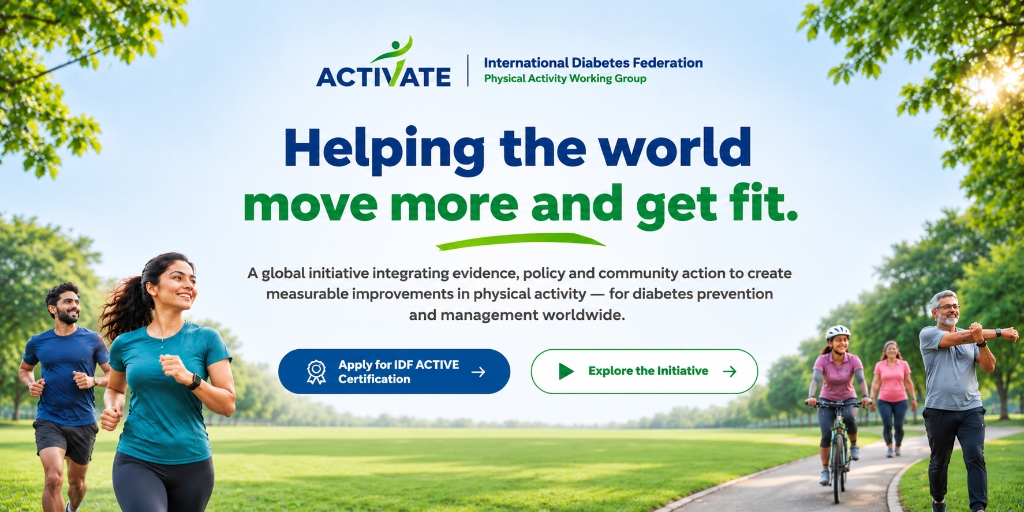 ACTIVATE
International Diabetes Federation
Physical Activity Working Group
Helping the world
move more and get fit.
A global initiative integrating evidence, policy and community action to create
measurable improvements in physical activity — for diabetes prevention
and management worldwide.
Apply for IDF ACTIVE
Certification
Explore the Initiative